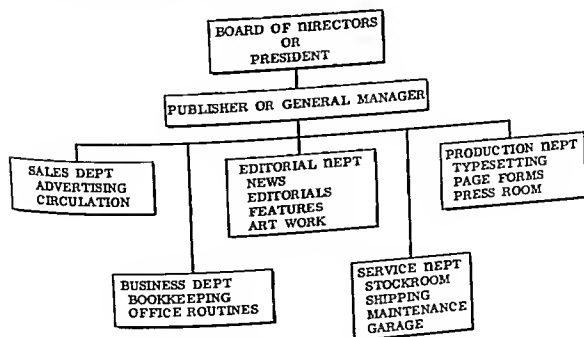 BOARD OF DIRECTORS
OR
PRESIDENT
PUBLISHER OR GENERAL MANAGER
SALES DEPT
ADVERTISING
CIRCULATION
EDITORIAL DEPT
NEWS
EDITORIALS
FEATURES
ART WORK
PRODUCTION DEPT
TYPESETTING
PAGE FORMS
PRESS ROOM
BUSINESS DEPT
BOOKKEEPING
OFFICE ROUTINES
SERVICE DEPT
STOCKROOM
SHIPPING
MAINTENANCE
GARAGE